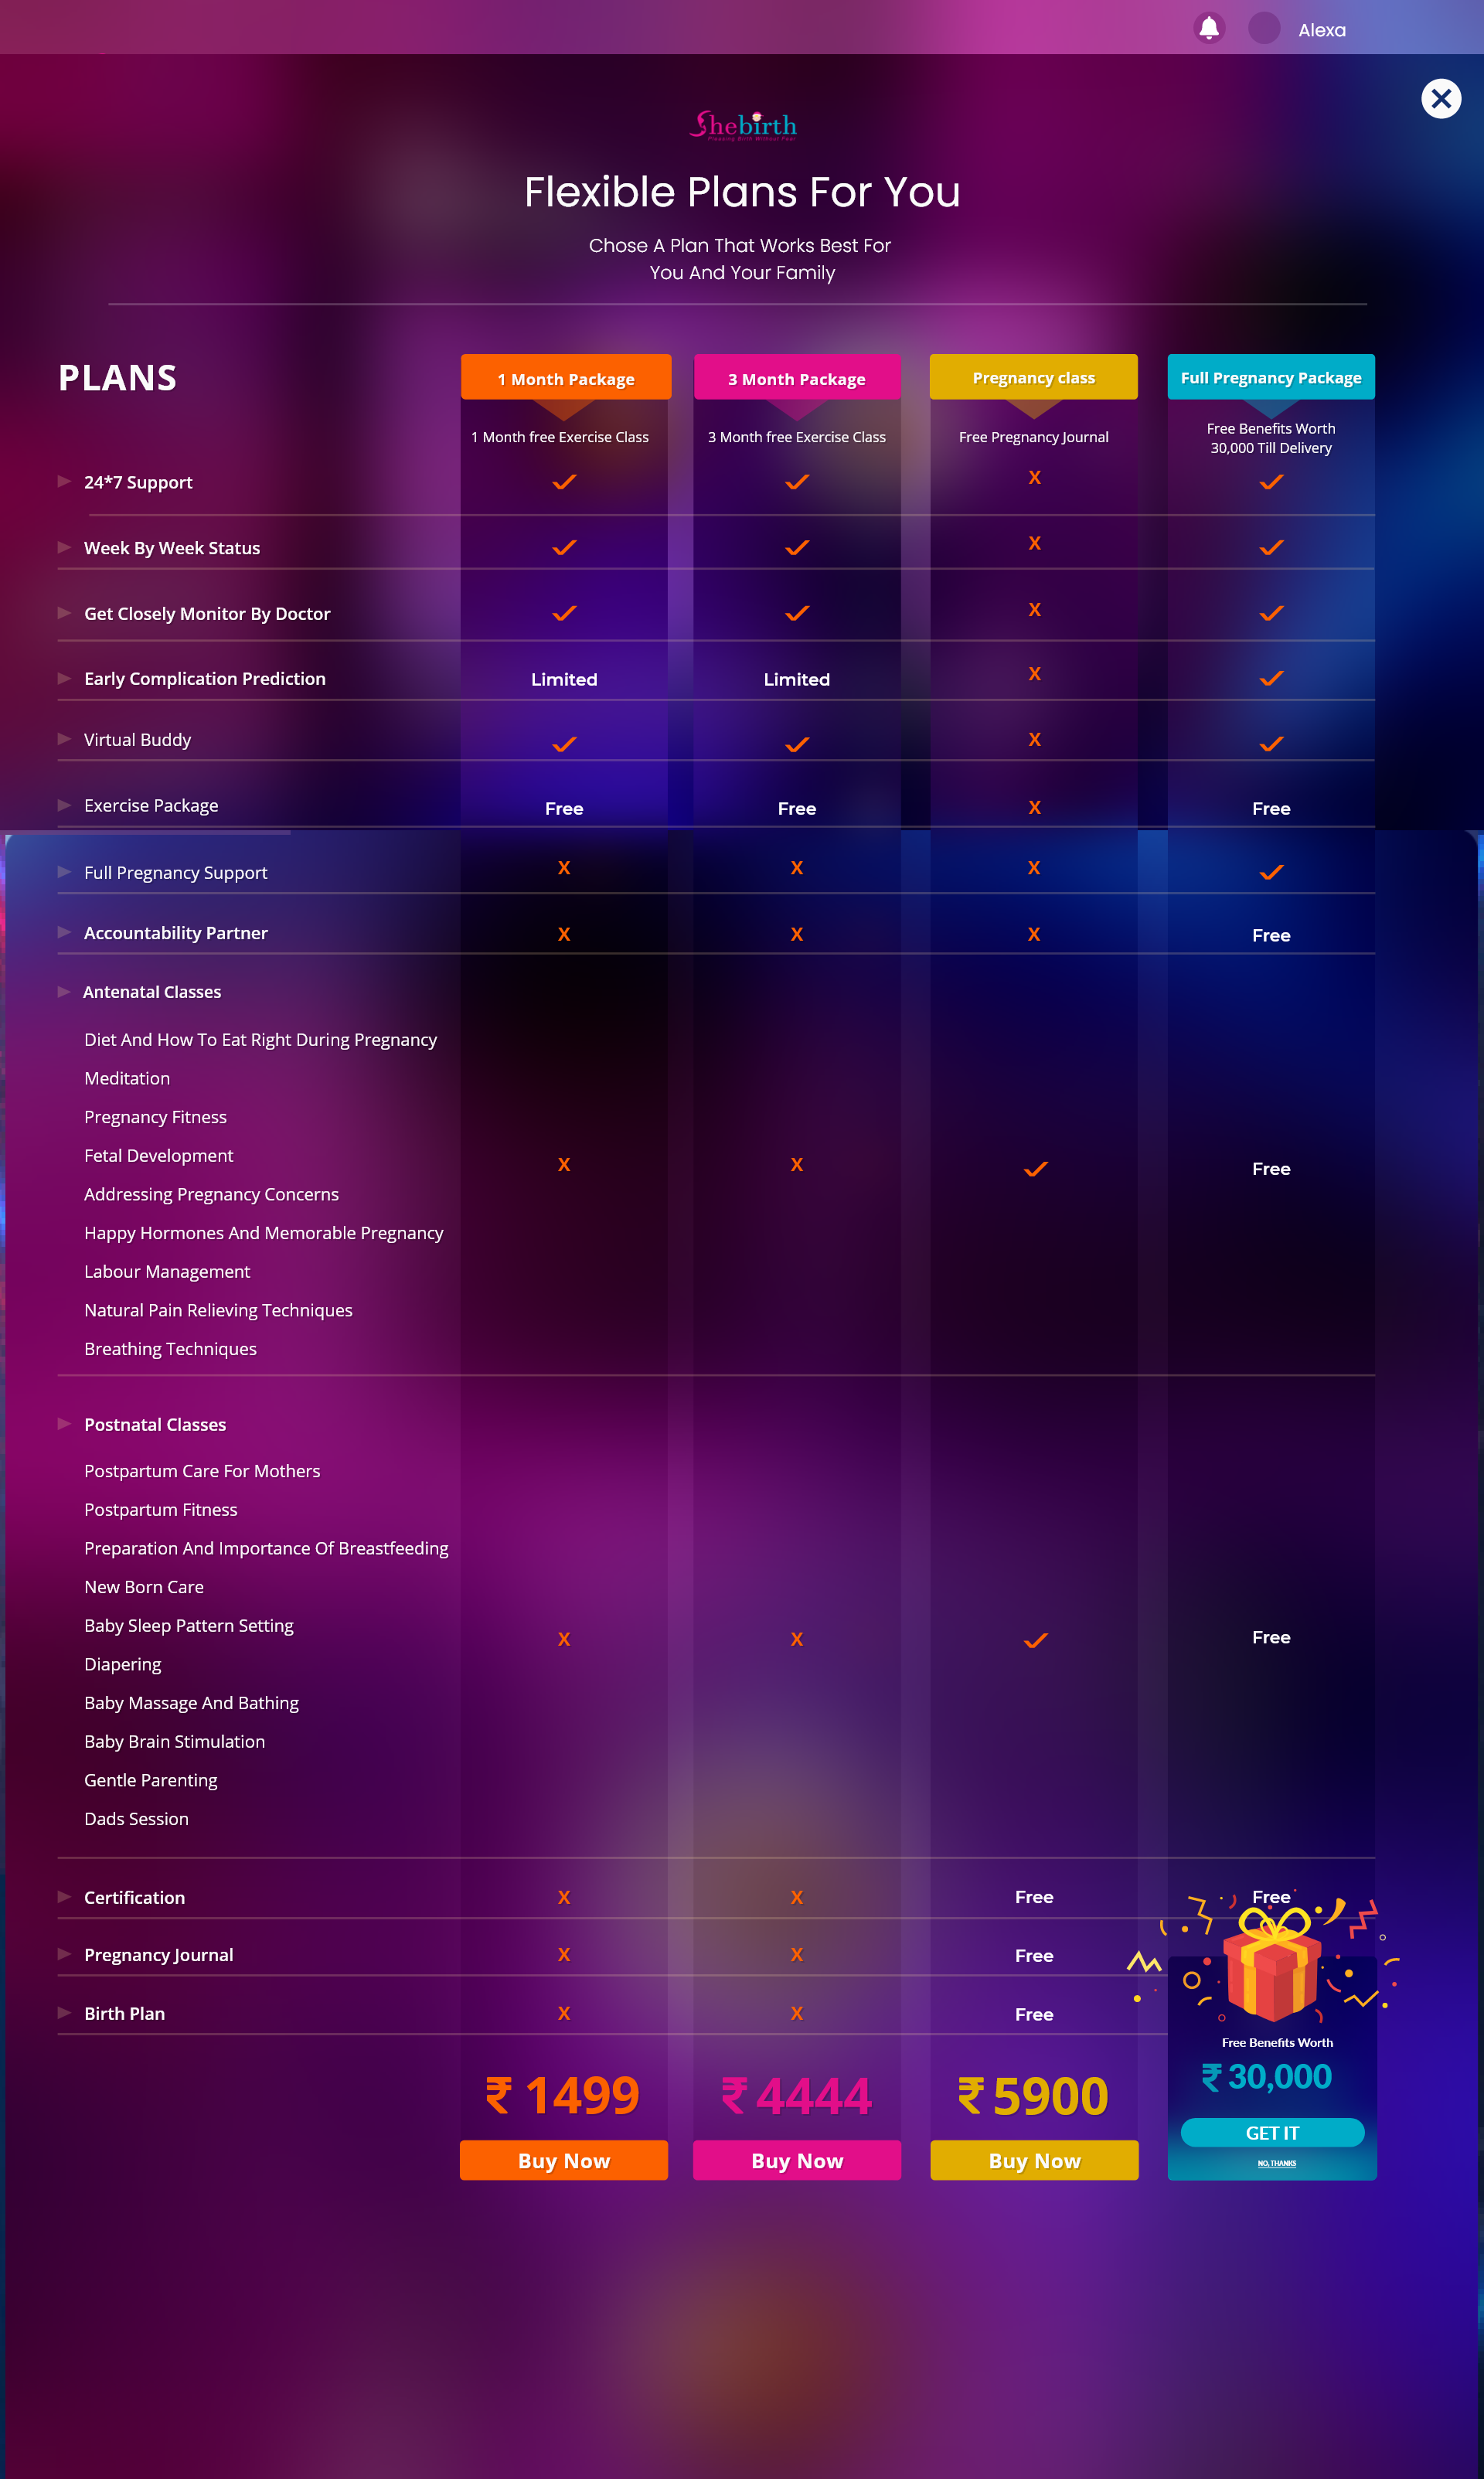 Alexa
Shebirth
Flexible Plans For You
Chose A Plan That Works Best For
You And Your Family
PLANS
1 Month Package
3 Month Package
Pregnancy class
Full Pregnancy Package
1 Month free Exercise Class
3 Month free Exercise Class
Free Pregnancy Journal
Free Benefits Worth
30,000 Till Delivery
24*7 Support X
Week By Week Status X
Get Closely Monitor By Doctor X
Early Complication Prediction Limited Limited X
Virtual Buddy X
Exercise Package Free Free X Free
Full Pregnancy Support X X X
Accountability Partner X X X Free
Antenatal Classes
Diet And How To Eat Right During Pregnancy
Meditation
Pregnancy Fitness
Fetal Development
X X Free
Addressing Pregnancy Concerns
Happy Hormones And Memorable Pregnancy
Labour Management
Natural Pain Relieving Techniques
Breathing Techniques
Postnatal Classes
Postpartum Care For Mothers
Postpartum Fitness
Preparation And Importance Of Breastfeeding
New Born Care
Baby Sleep Pattern Setting
X X Free
Diapering
Baby Massage And Bathing
Baby Brain Stimulation
Gentle Parenting
Dads Session
Certification X X Free Free
Pregnancy Journal X X Free
Birth Plan X X Free
Free Benefits Worth
₹ 30,000
GET IT
NO, THANKS
₹ 1499
₹ 4444
₹ 5900
Buy Now
Buy Now
Buy Now